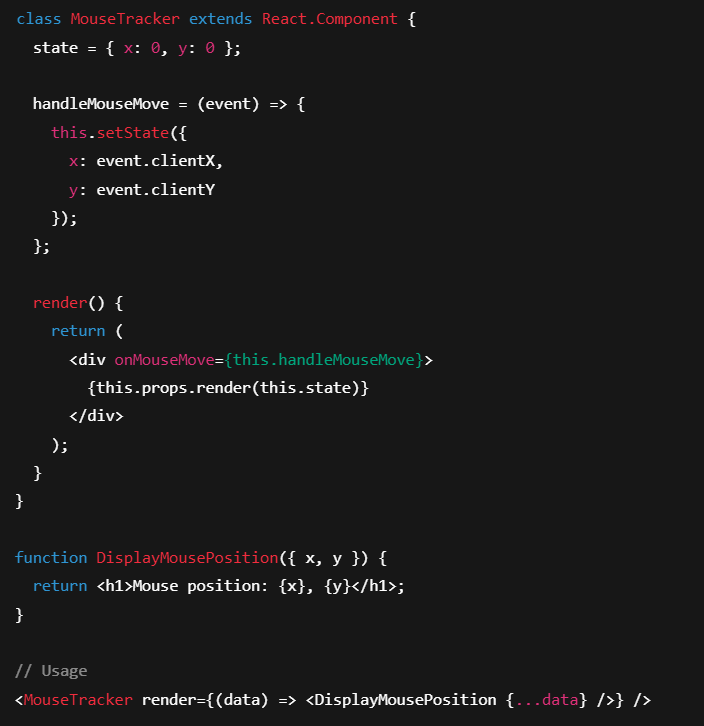 class MouseTracker extends React.Component {
  state = { x: 0, y: 0 };

  handleMouseMove = (event) => {
    this.setState({
      x: event.clientX,
      y: event.clientY
    });
  };

  render() {
    return (
      <div onMouseMove={this.handleMouseMove}>
        {this.props.render(this.state)}
      </div>
    );
  }
}

function DisplayMousePosition({ x, y }) {
  return <h1>Mouse position: {x}, {y}</h1>;
}

// Usage
<MouseTracker render={(data) => <DisplayMousePosition {...data} />} />